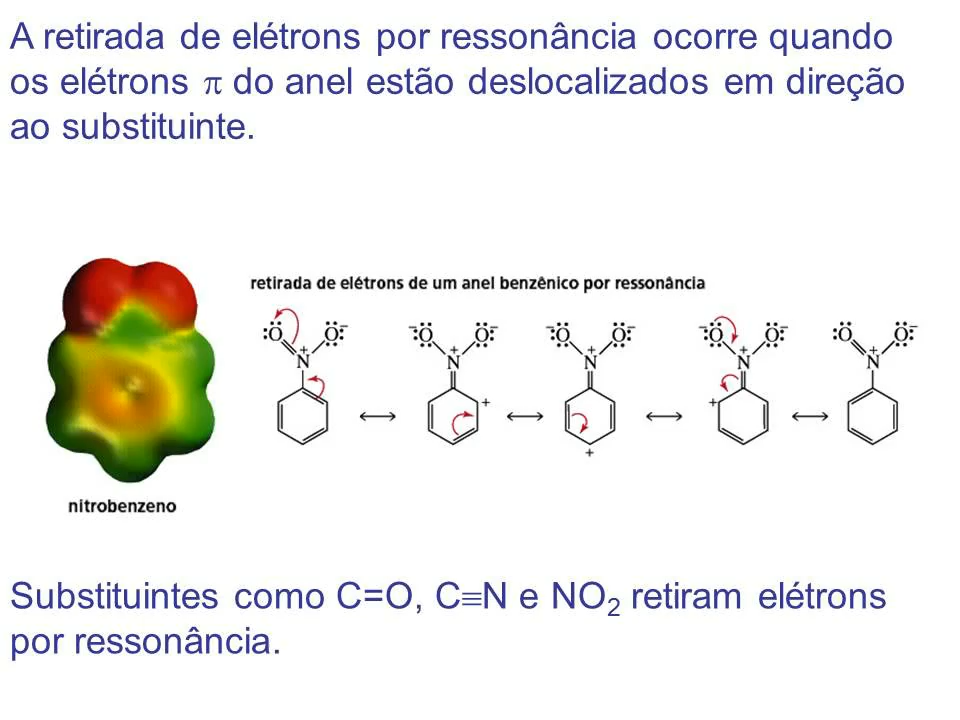 A retirada de elétrons por ressonância ocorre quando
os elétrons π do anel estão deslocalizados em direção
ao substituinte.
retirada de elétrons de um anel benzênico por ressonância
:Ö Ö:⁻ ⁻:Ö Ö:⁻ ⁻:Ö Ö:⁻ ⁻:Ö Ö:⁻ :Ö Ö:⁻
+ + + + +
N N N N N
+ +
+
nitrobenzeno
Substituintes como C=O, C≡N e NO₂ retiram elétrons
por ressonância.